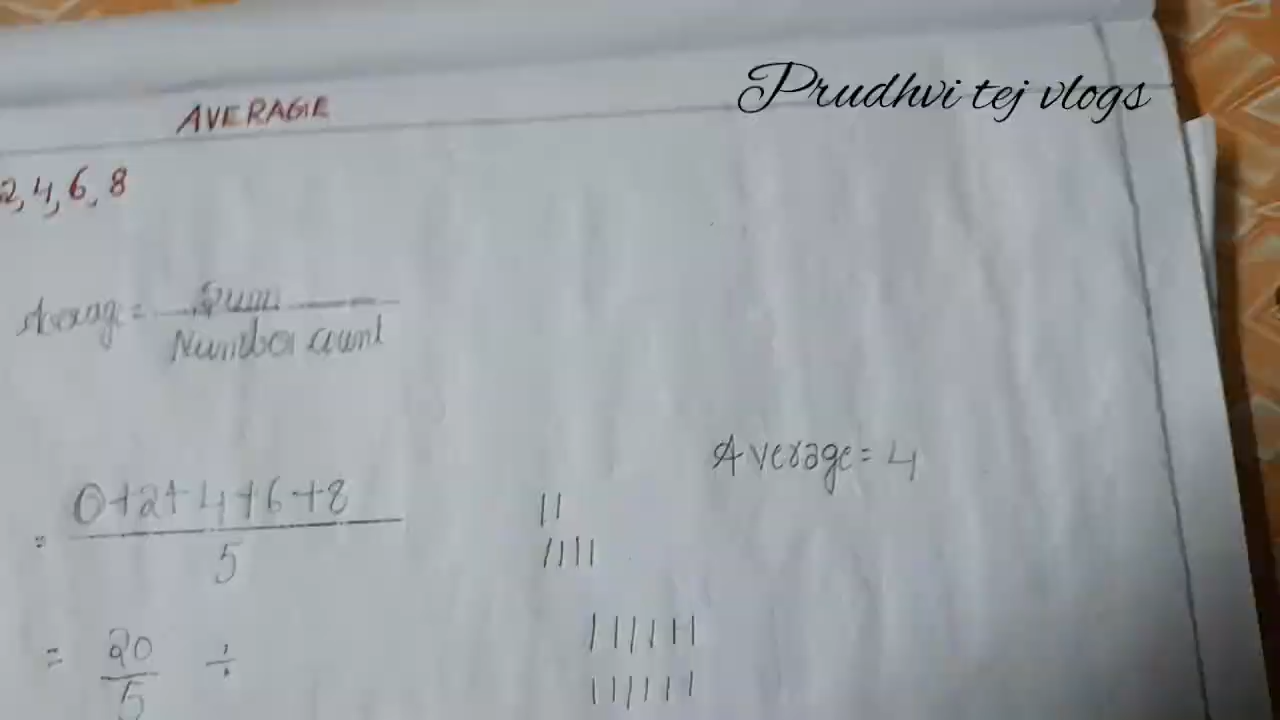 Prudhvi tej vlogs
AVERAGE
2, 4, 6, 8
Average = Sum
Number count
= 0+2+4+6+8
5
Average = 4
= 20 ÷
5